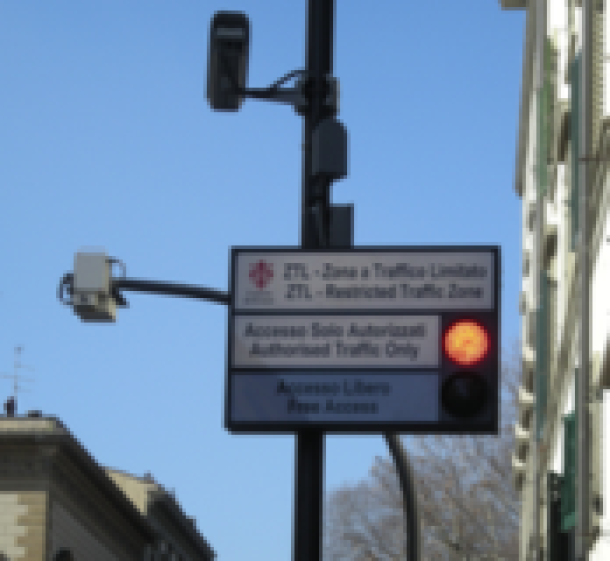 ZTL - Zona a Traffico Limitato
ZTL - Restricted Traffic Zone
Accesso Solo Autorizzati
Authorised Traffic Only
Accesso Libero
Free Access